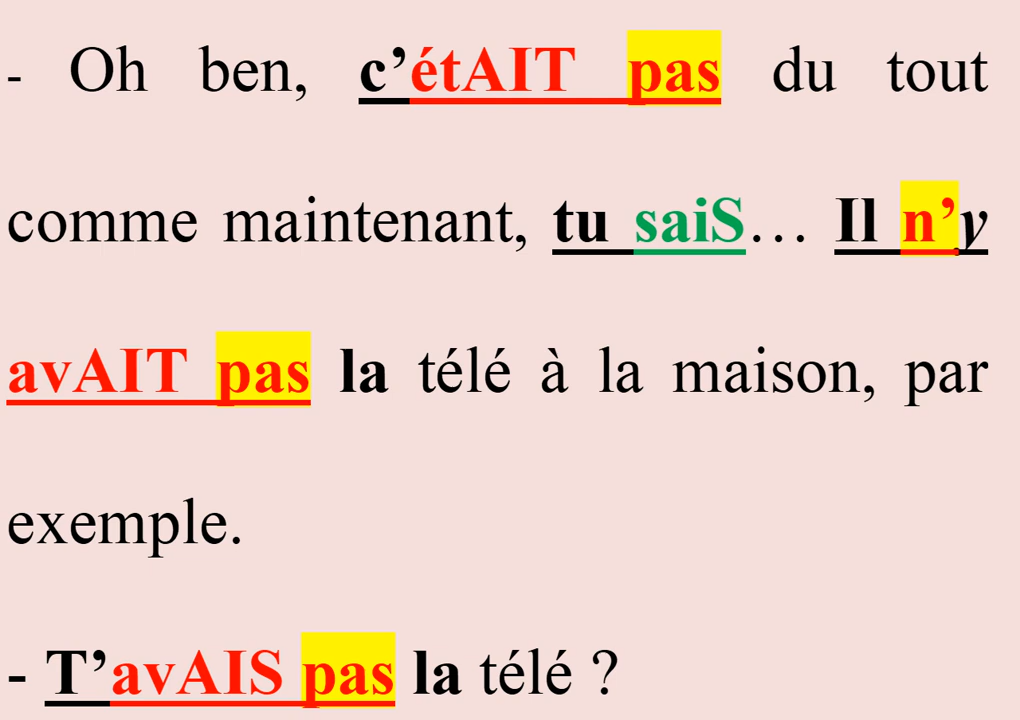 - Oh ben, c’étAIT pas du tout
comme maintenant, tu saiS… Il n’y
avAIT pas la télé à la maison, par
exemple.
- T’avAIS pas la télé ?